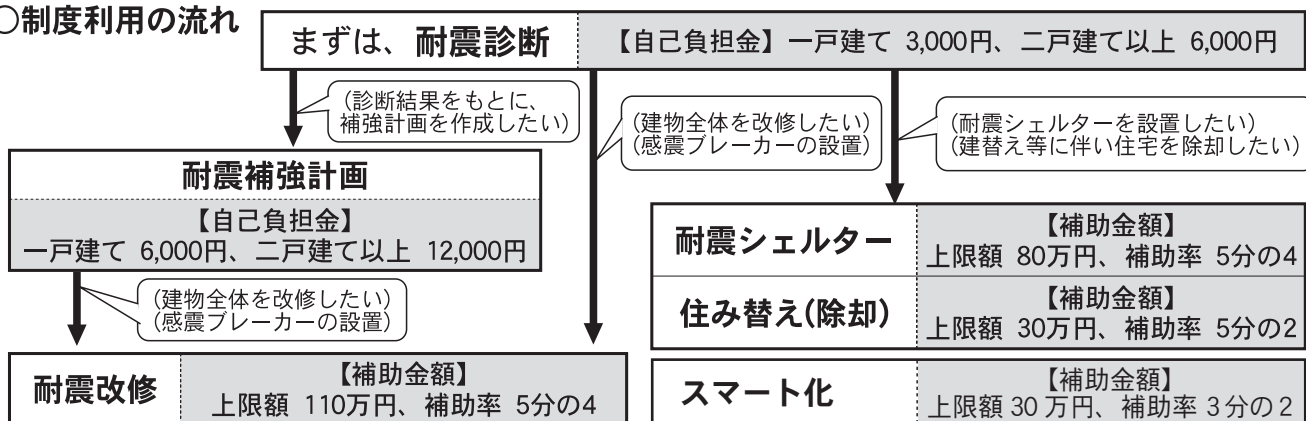 ○制度利用の流れ
まずは、耐震診断
【自己負担金】一戸建て 3,000円、二戸建て以上 6,000円
(診断結果をもとに、
補強計画を作成したい)
(建物全体を改修したい)
(感震ブレーカーの設置)
(耐震シェルターを設置したい)
(建替え等に伴い住宅を除却したい)
耐震補強計画
【自己負担金】
一戸建て 6,000円、二戸建て以上 12,000円
(建物全体を改修したい)
(感震ブレーカーの設置)
耐震改修
【補助金額】
上限額 110万円、補助率 5分の4
耐震シェルター
【補助金額】
上限額 80万円、補助率 5分の4
住み替え(除却)
【補助金額】
上限額 30万円、補助率 5分の2
スマート化
【補助金額】
上限額 30 万円、補助率 3 分の 2